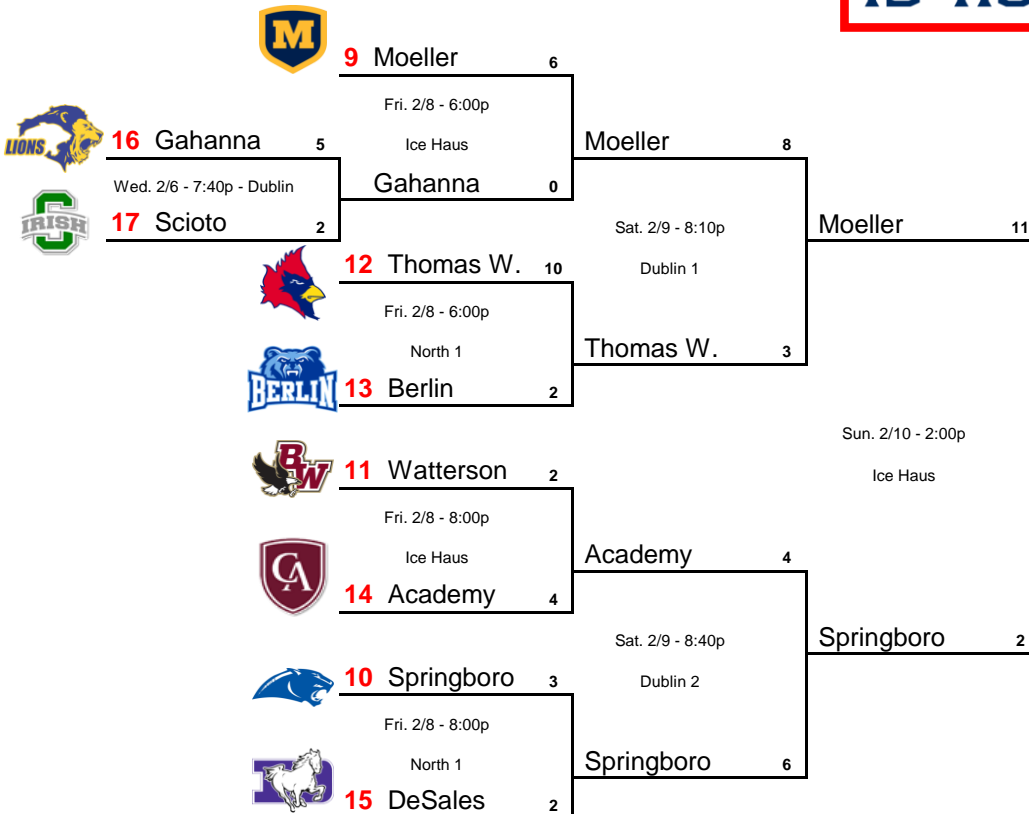 M
9 Moeller 6
Fri. 2/8 - 6:00p
Ice Haus
LIONS 16 Gahanna 5
Moeller 8
Wed. 2/6 - 7:40p - Dublin
Gahanna 0
S IRISH 17 Scioto 2
Sat. 2/9 - 8:10p
Moeller 11
12 Thomas W. 10
Dublin 1
Fri. 2/8 - 6:00p
North 1
Thomas W. 3
BERLIN 13 Berlin 2
Sun. 2/10 - 2:00p
BW 11 Watterson 2
Ice Haus
Fri. 2/8 - 8:00p
Ice Haus
Academy 4
CA 14 Academy 4
Sat. 2/9 - 8:40p
Springboro 2
10 Springboro 3
Dublin 2
Fri. 2/8 - 8:00p
North 1
Springboro 6
D 15 DeSales 2